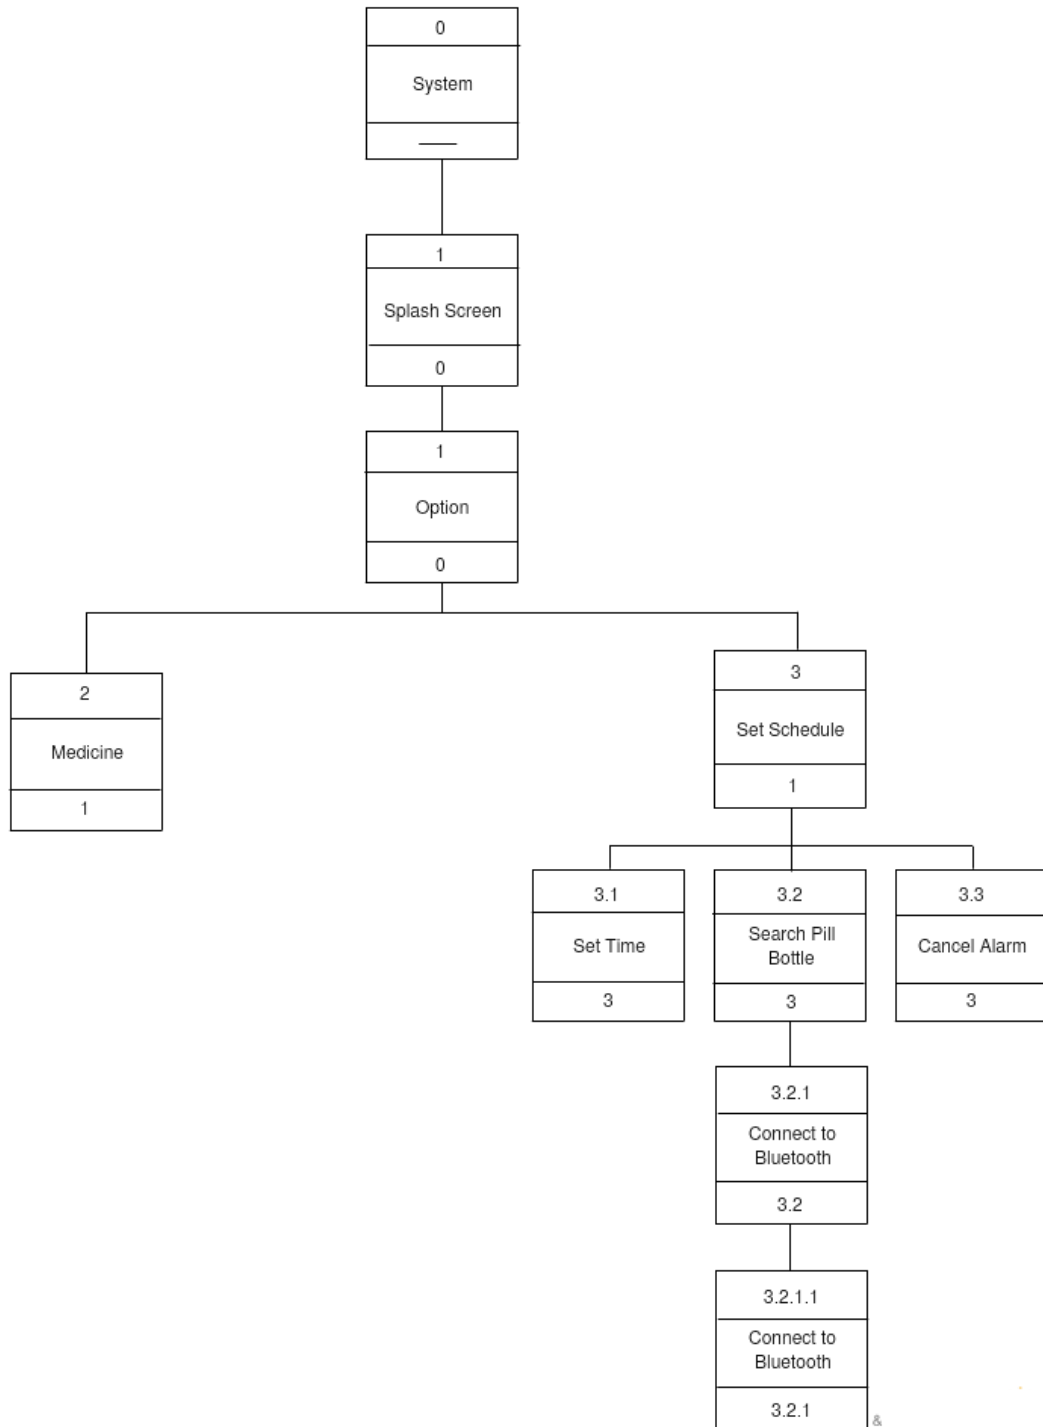 0
System
1
Splash Screen
0
1
Option
0
2
Medicine
1
3
Set Schedule
1
3.1
Set Time
3
3.2
Search Pill
Bottle
3
3.3
Cancel Alarm
3
3.2.1
Connect to
Bluetooth
3.2
3.2.1.1
Connect to
Bluetooth
3.2.1
&